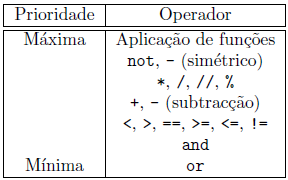 Prioridade Operador
Máxima Aplicação de funções
not, - (simétrico)
*, /, //, %
+, - (subtracção)
<, >, ==, >=, <=, !=
and
Mínima or